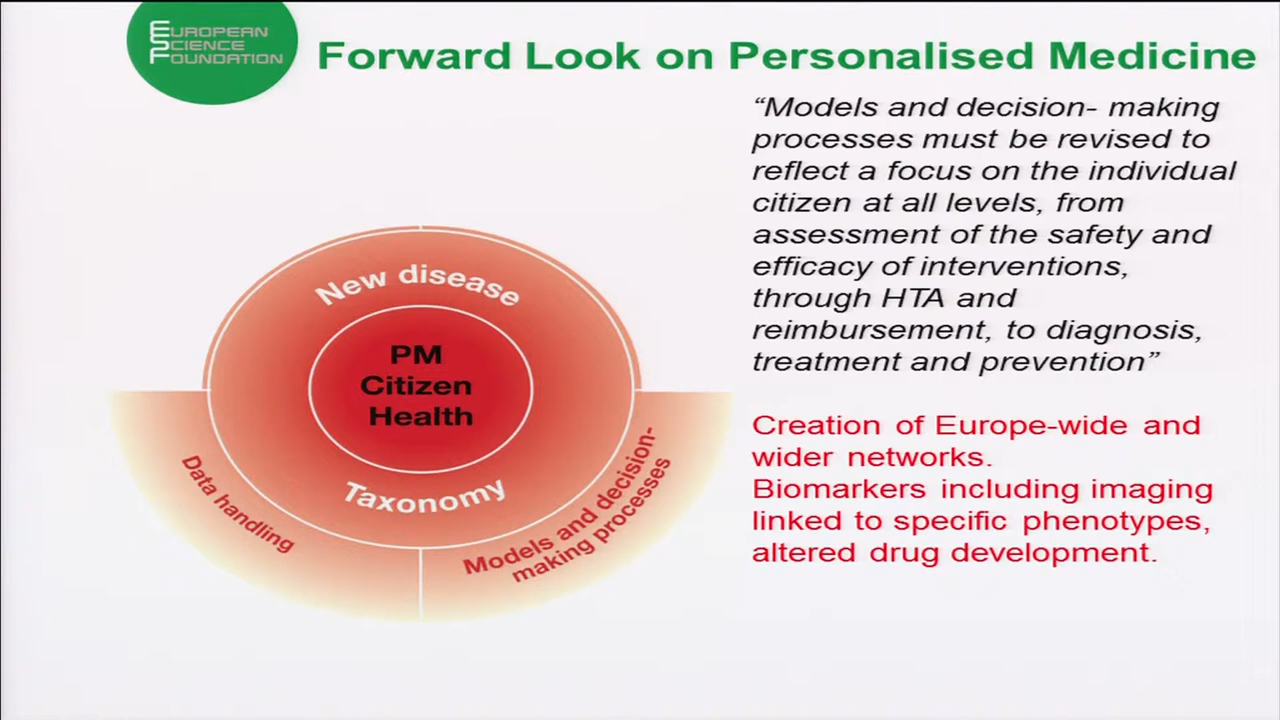 EUROPEAN
SCIENCE
FOUNDATION
Forward Look on Personalised Medicine
“Models and decision- making
processes must be revised to
reflect a focus on the individual
citizen at all levels, from
assessment of the safety and
efficacy of interventions,
through HTA and
reimbursement, to diagnosis,
treatment and prevention”
Creation of Europe-wide and
wider networks.
Biomarkers including imaging
linked to specific phenotypes,
altered drug development.
New disease
PM
Citizen
Health
Taxonomy
Data handling
Models and decision-
making processes